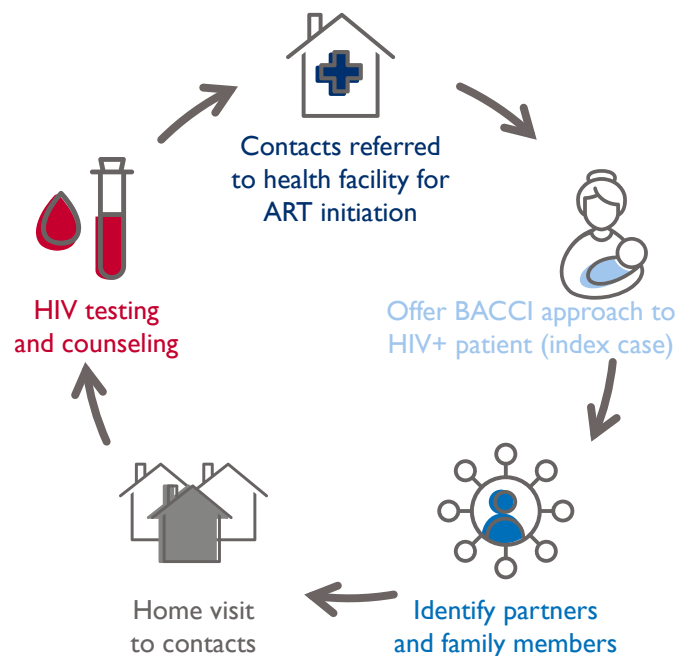 Contacts referred
to health facility for
ART initiation
HIV testing
and counseling
Offer BACCI approach to
HIV+ patient (index case)
Home visit
to contacts
Identify partners
and family members